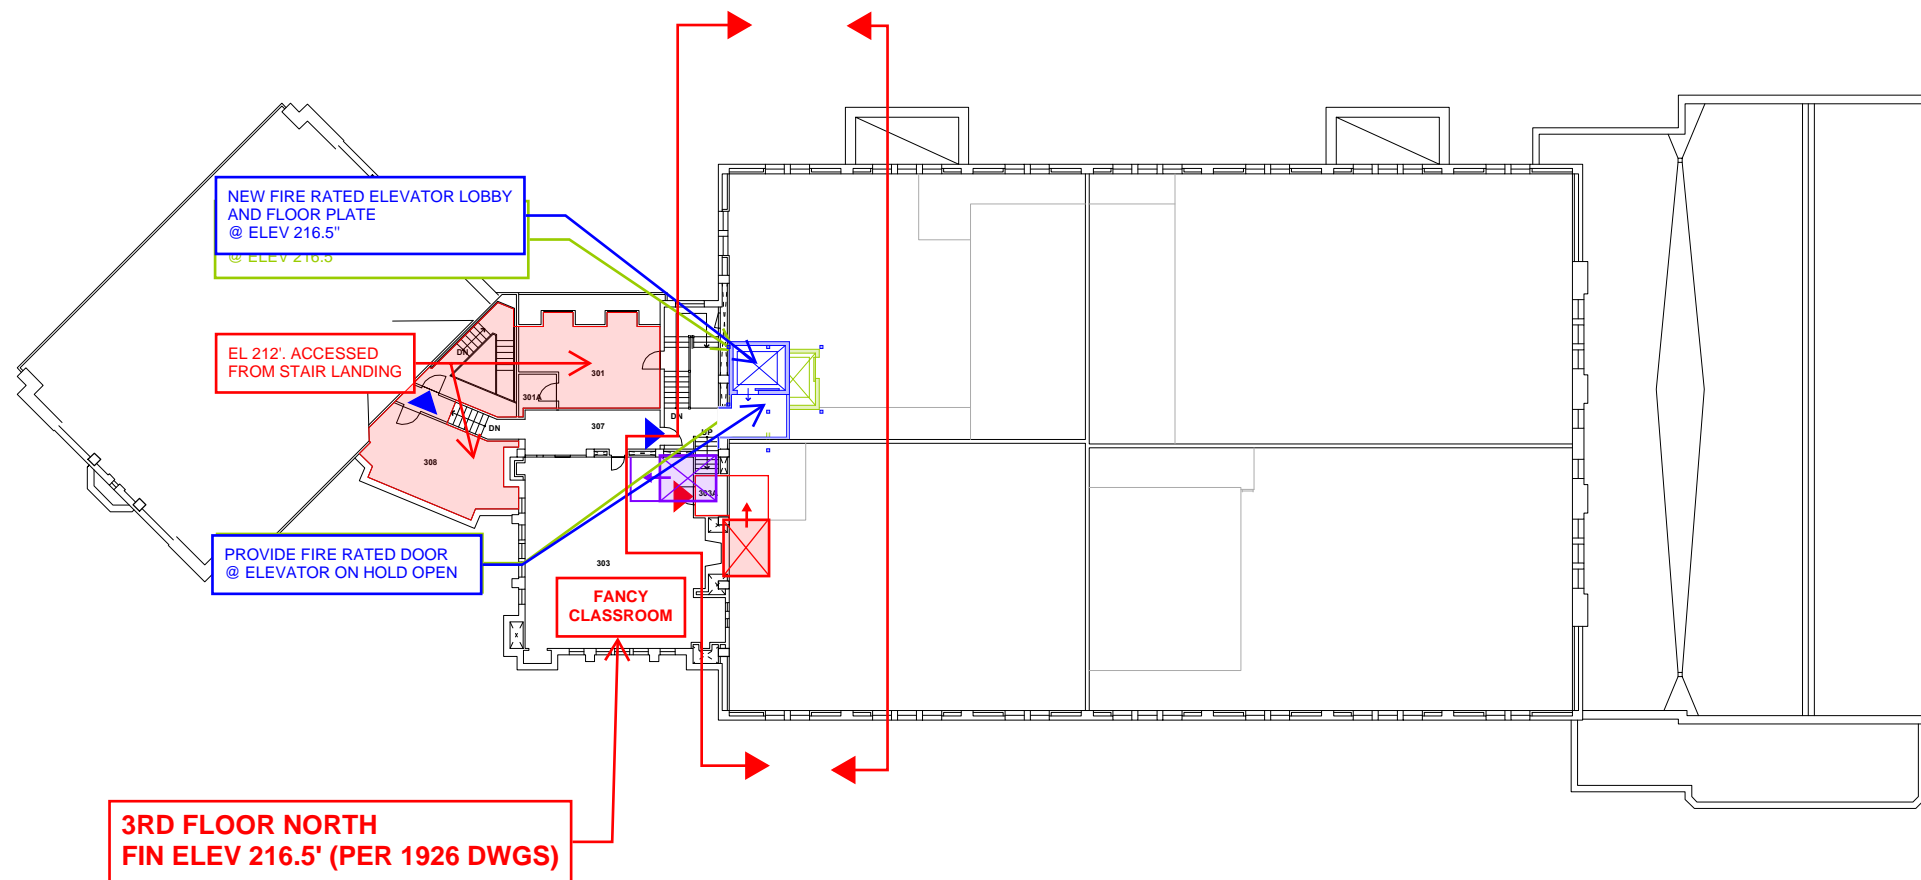 NEW FIRE RATED ELEVATOR LOBBY
AND FLOOR PLATE
@ ELEV 216.5"
@ ELEV 216.5
EL 212'. ACCESSED
FROM STAIR LANDING
DN
301
301A
DN
307
DN
UP
308
303A
PROVIDE FIRE RATED DOOR
@ ELEVATOR ON HOLD OPEN
303
FANCY
CLASSROOM
3RD FLOOR NORTH
FIN ELEV 216.5' (PER 1926 DWGS)